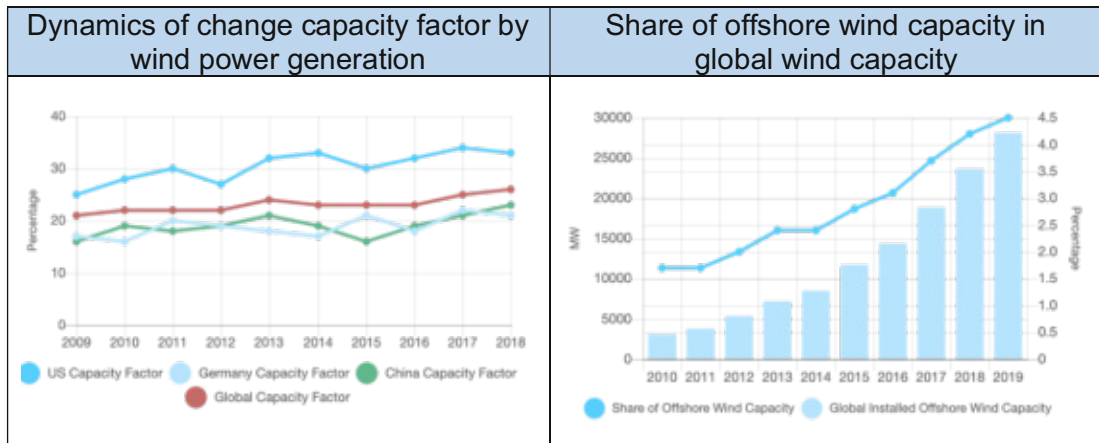 Dynamics of change capacity factor by
wind power generation
Share of offshore wind capacity in
global wind capacity
40
30
20
10
0
Percentage
2009 2010 2011 2012 2013 2014 2015 2016 2017 2018
US Capacity Factor Germany Capacity Factor China Capacity Factor
Global Capacity Factor
30000
25000
20000
15000
10000
5000
0
MW
4.5
4.0
3.5
3.0
2.5
2.0
1.5
1.0
0.5
0
Percentage
2010 2011 2012 2013 2014 2015 2016 2017 2018 2019
Share of Offshore Wind Capacity Global Installed Offshore Wind Capacity